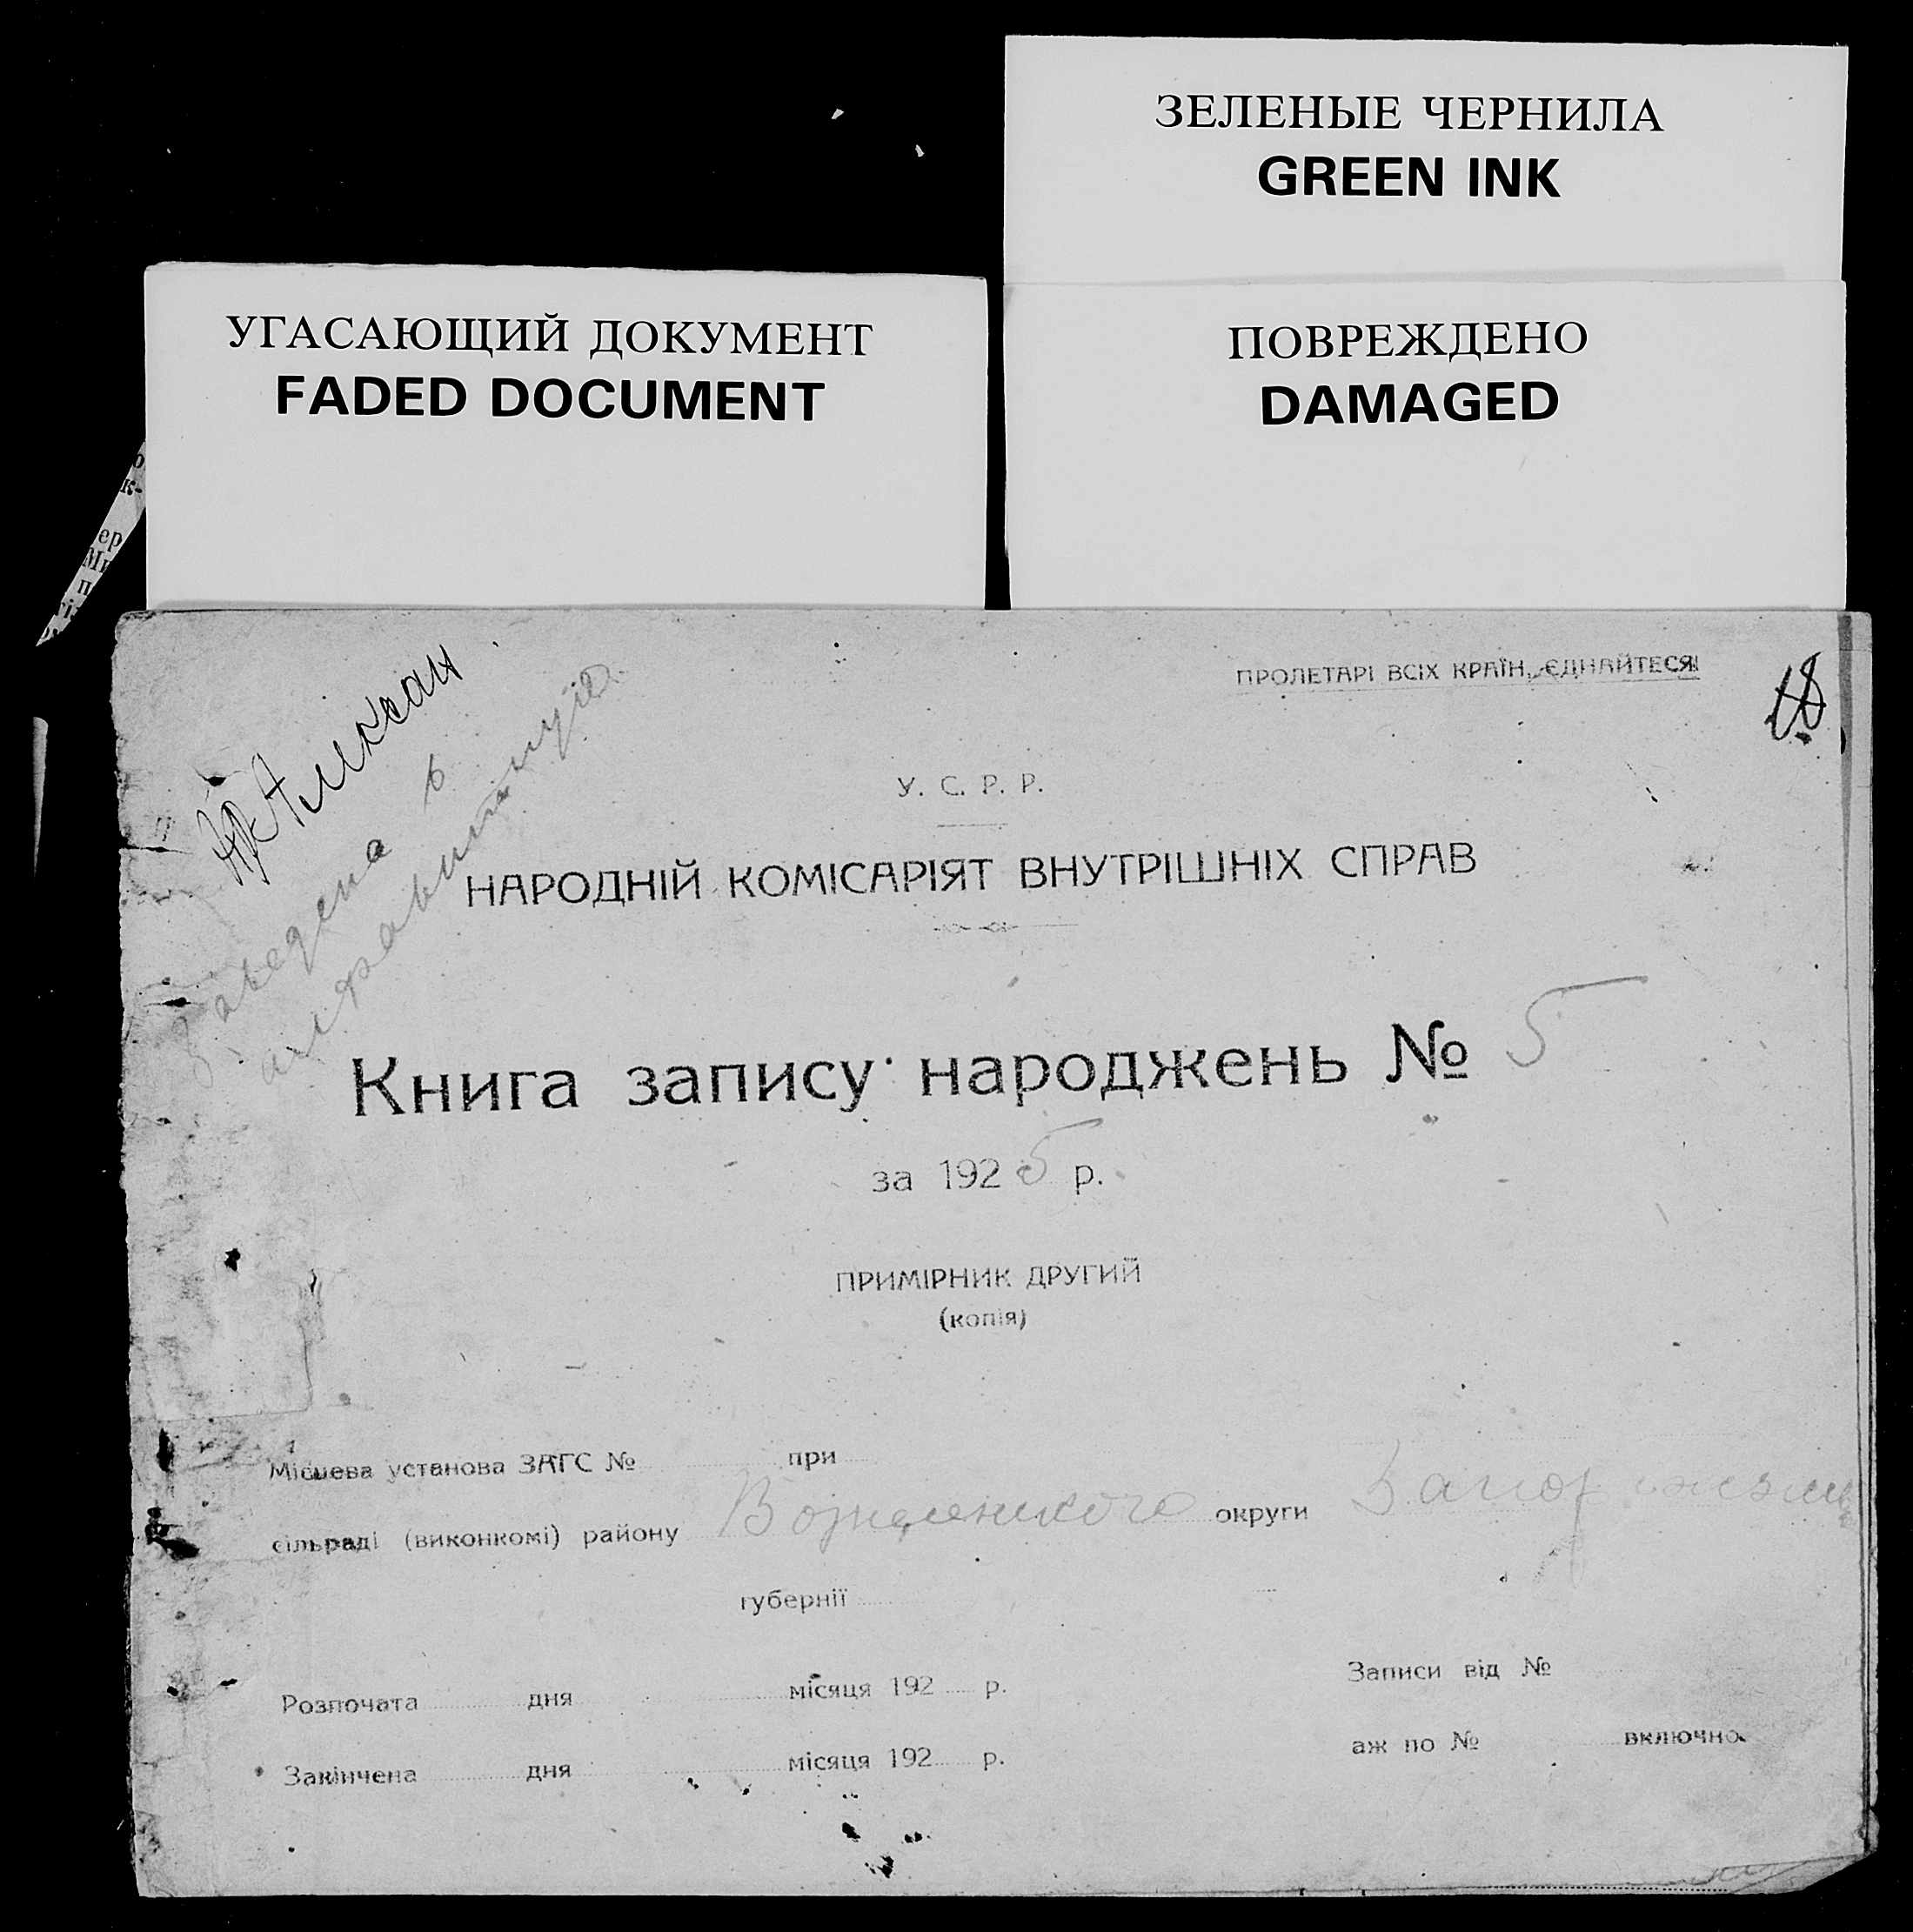 ЗЕЛЕНЫЕ ЧЕРНИЛА
GREEN INK
УГАСАЮЩИЙ ДОКУМЕНТ
FADED DOCUMENT
ПОВРЕЖДЕНО
DAMAGED
ПРОЛЕТАРІ ВСІХ КРАЇН, ЄДНАЙТЕСЯ!
18
Заведена в
У. С. Р. Р.
НАРОДНІЙ КОМІСАРІЯТ ВНУТРІШНІХ СПРАВ
Книга запису народжень № 5
за 1925 р.
ПРИМІРНИК ДРУГИЙ
(копія)
Місцева установа ЗАГС № при
сільраді (виконкомі) району округи
губернії
Розпочата дня місяця 192 р.
Записи від №
Закінчена дня місяця 192 р.
аж по № включно